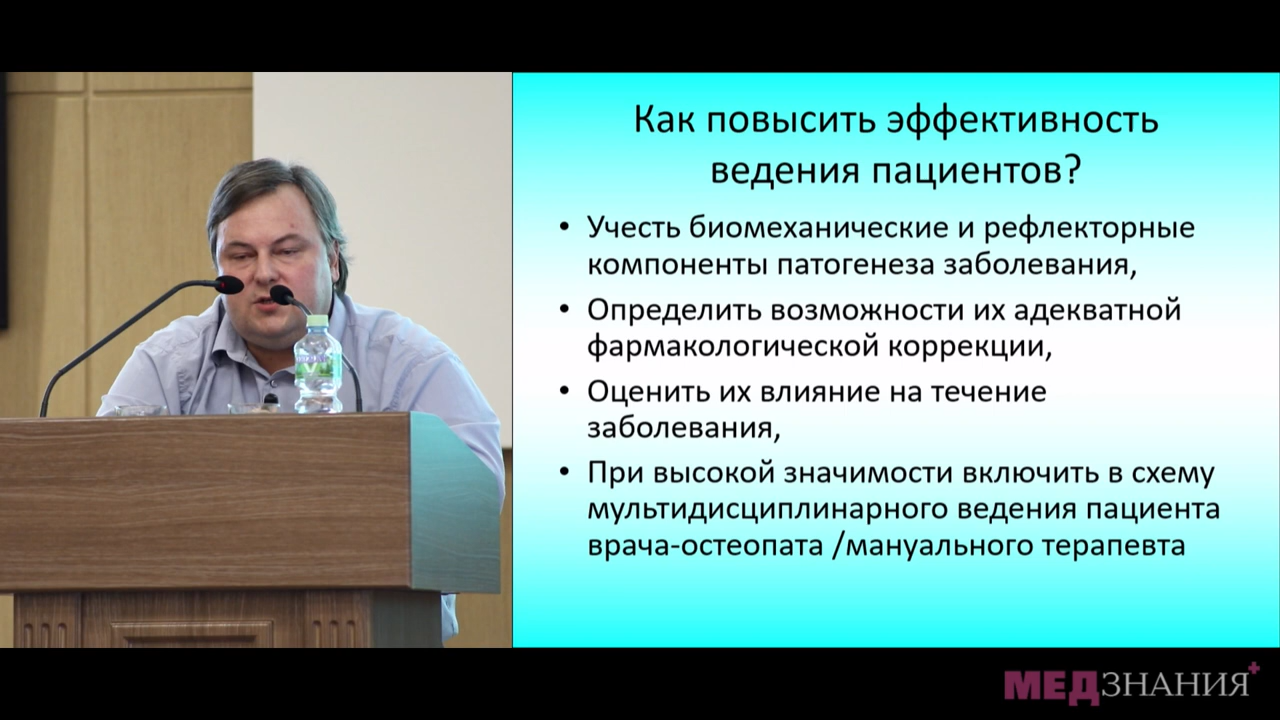 Как повысить эффективность
ведения пациентов?
• Учесть биомеханические и рефлекторные
компоненты патогенеза заболевания,
• Определить возможности их адекватной
фармакологической коррекции,
• Оценить их влияние на течение
заболевания,
• При высокой значимости включить в схему
мультидисциплинарного ведения пациента
врача-остеопата /мануального терапевта
МЕДЗНАНИЯ+